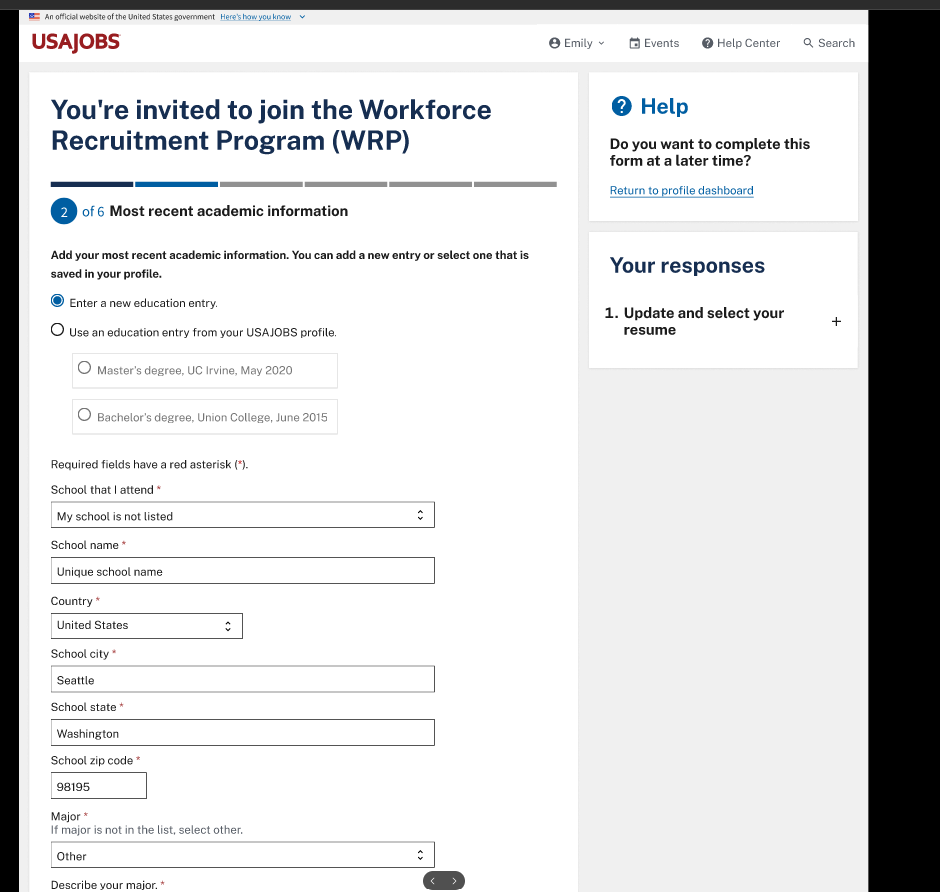 An official website of the United States government Here's how you know
USAJOBS
Emily
Events
Help Center
Search
You're invited to join the Workforce
Recruitment Program (WRP)
2 of 6 Most recent academic information
Add your most recent academic information. You can add a new entry or select one that is
saved in your profile.
Enter a new education entry.
Use an education entry from your USAJOBS profile.
Master's degree, UC Irvine, May 2020
Bachelor's degree, Union College, June 2015
Required fields have a red asterisk (*).
School that I attend *
My school is not listed
School name *
Unique school name
Country *
United States
School city *
Seattle
School state *
Washington
School zip code *
98195
Major *
If major is not in the list, select other.
Other
Describe your major. *
? Help
Do you want to complete this
form at a later time?
Return to profile dashboard
Your responses
1. Update and select your
resume
+